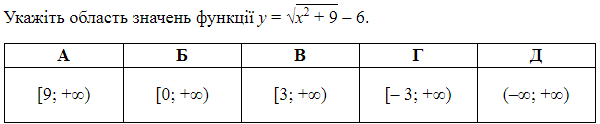 Укажіть область значень функції y = √x² + 9 – 6.
А Б В Г Д
[9; +∞) [0; +∞) [3; +∞) [– 3; +∞) (–∞; +∞)